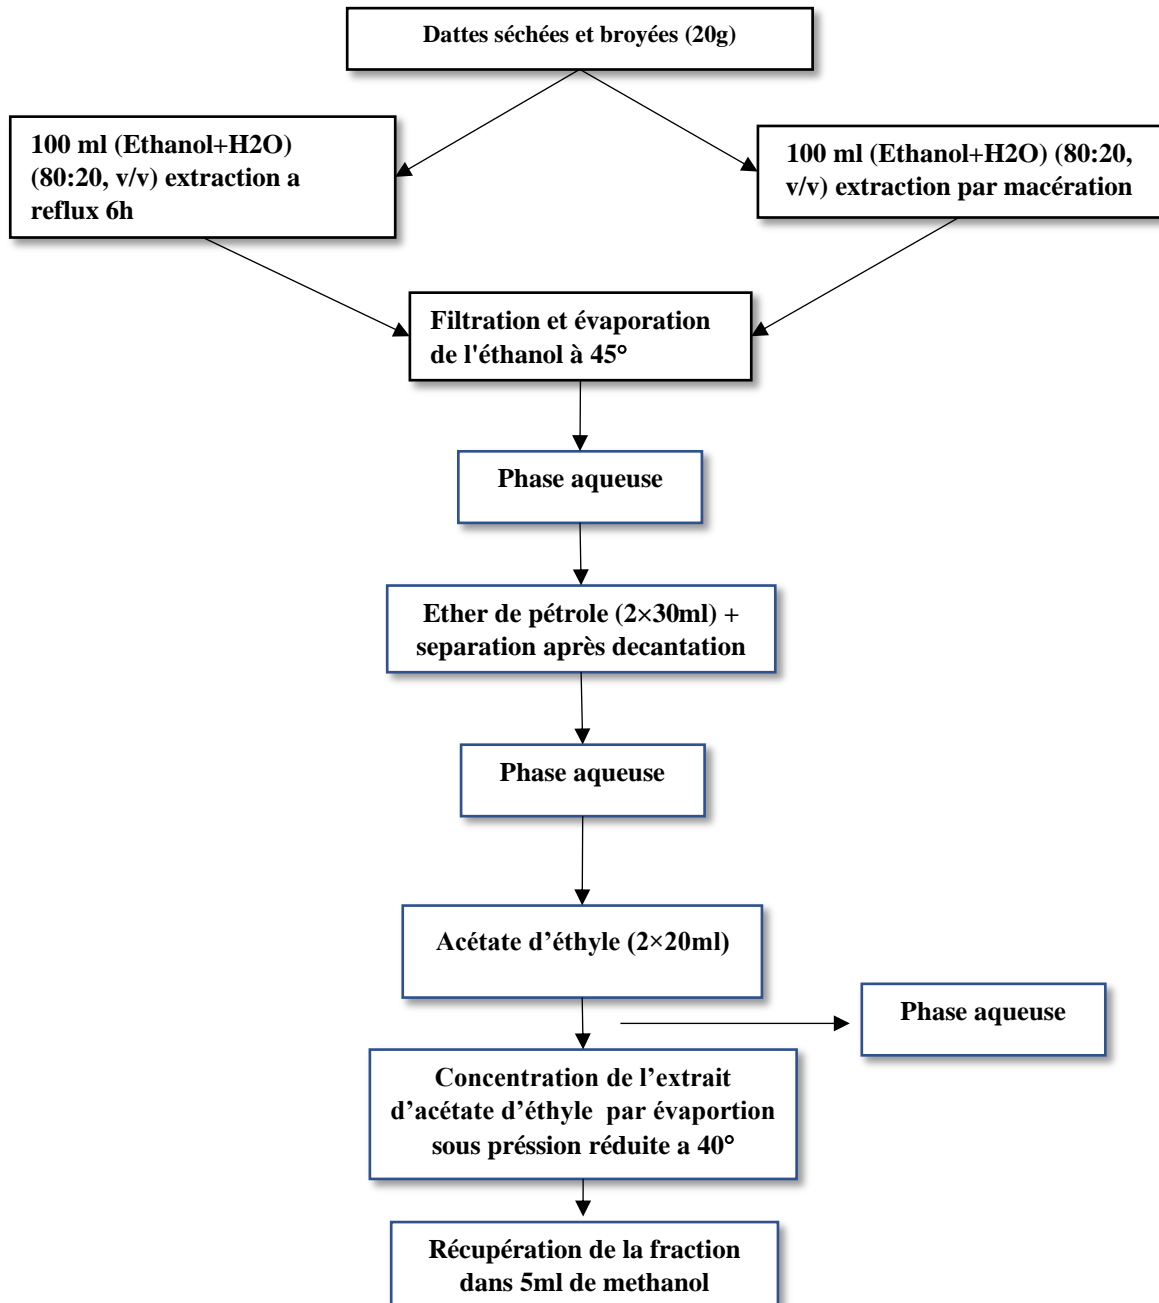 Dattes séchées et broyées (20g)
100 ml (Ethanol+H2O)
(80:20, v/v) extraction a
reflux 6h
100 ml (Ethanol+H2O) (80:20,
v/v) extraction par macération
Filtration et évaporation
de l'éthanol à 45°
Phase aqueuse
Ether de pétrole (2×30ml) +
separation après decantation
Phase aqueuse
Acétate d’éthyle (2×20ml)
Phase aqueuse
Concentration de l’extrait
d’acétate d’éthyle par évaportion
sous préssion réduite a 40°
Récupération de la fraction
dans 5ml de methanol